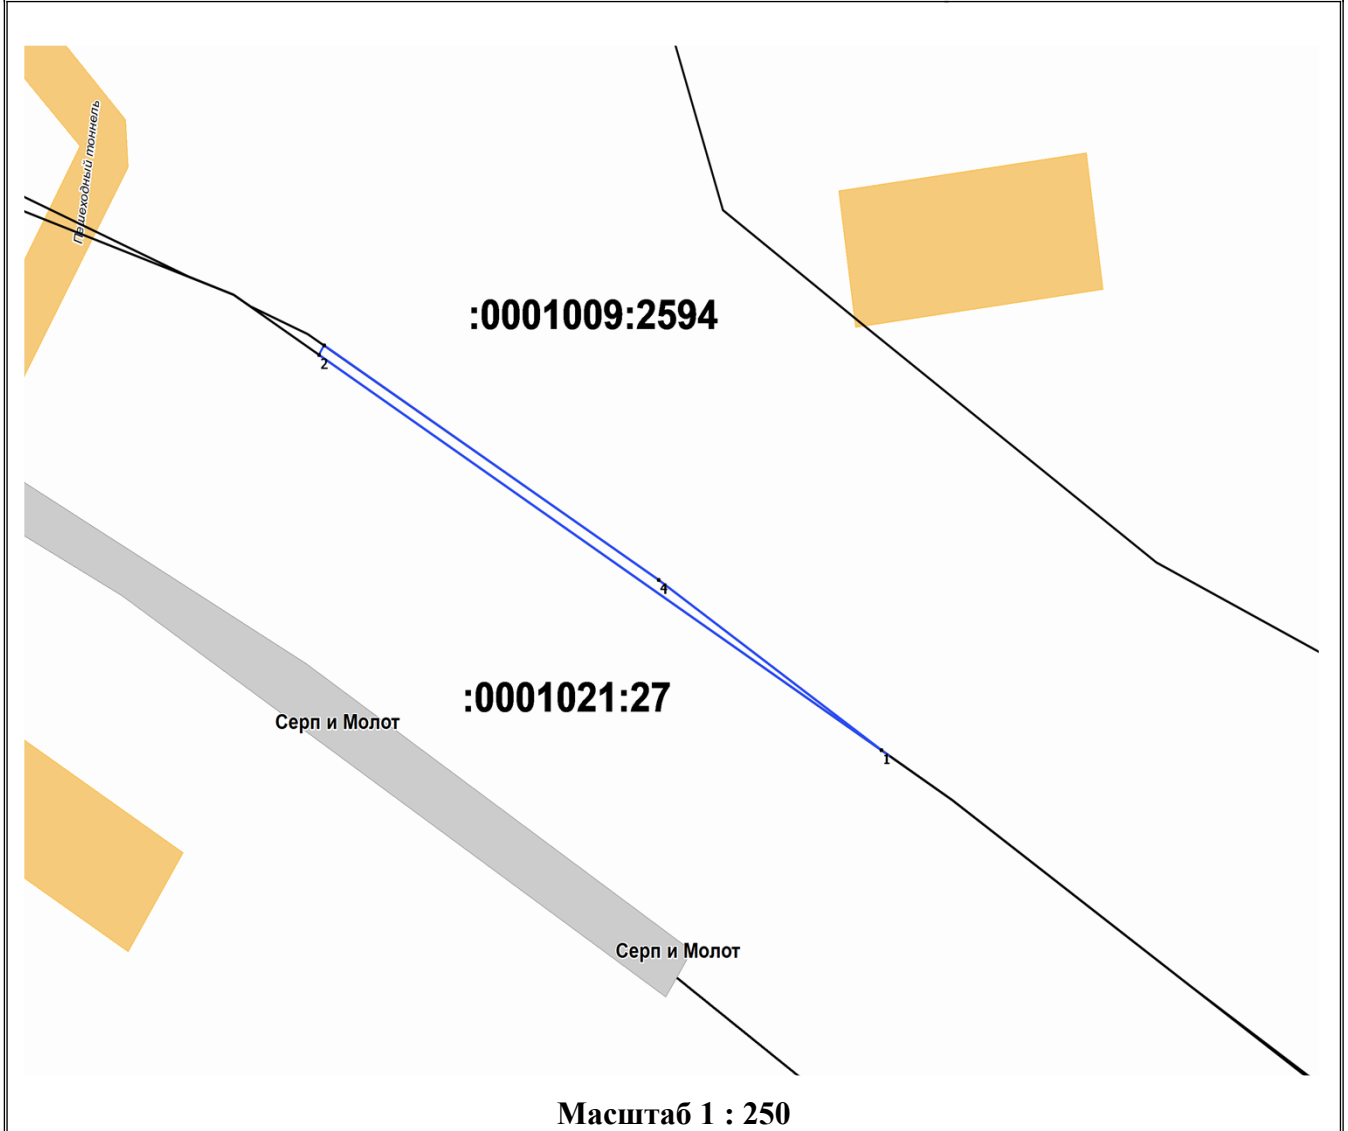 Пешеходный тоннель
:0001009:2594
2
4
:0001021:27
Серп и Молот
1
Серп и Молот
Масштаб 1 : 250